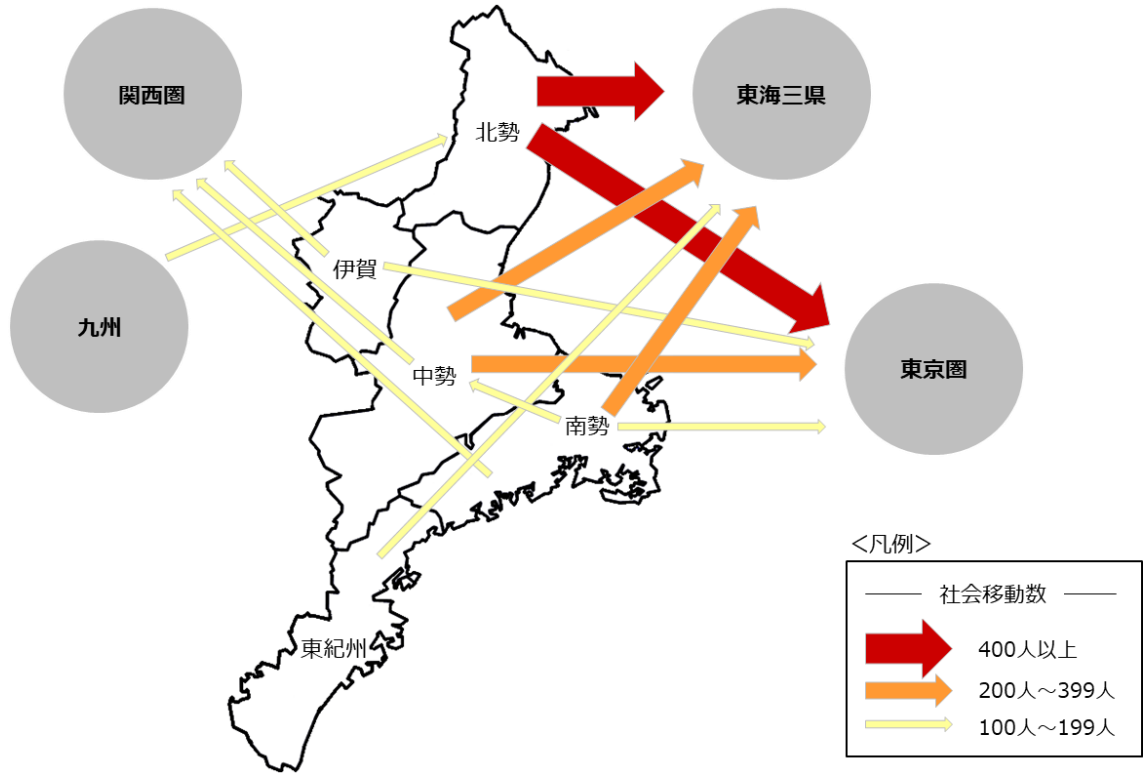 関西圏
東海三県
北勢
伊賀
九州
中勢
東京圏
南勢
東紀州
＜凡例＞
社会移動数
400人以上
200人～399人
100人～199人